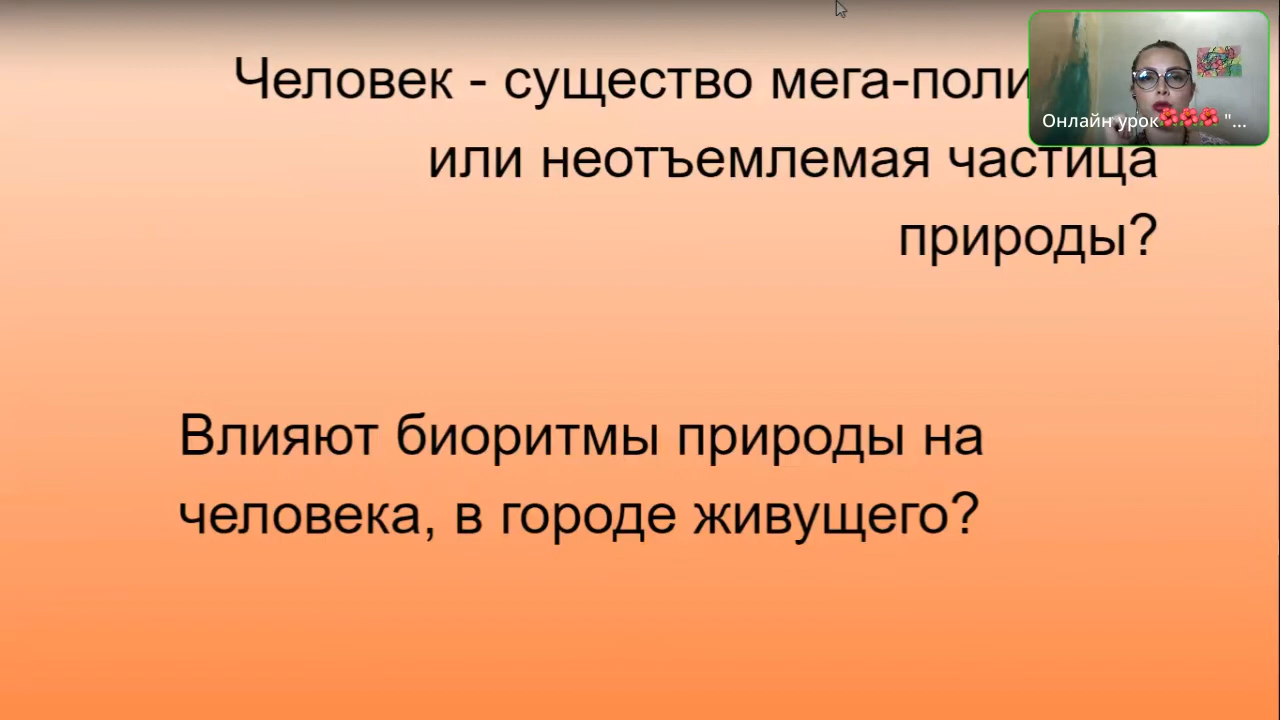 Человек - существо мега-поли
или неотъемлемая частица
природы?
Влияют биоритмы природы на
человека, в городе живущего?
Онлайн урок🌺🌺🌺 "...